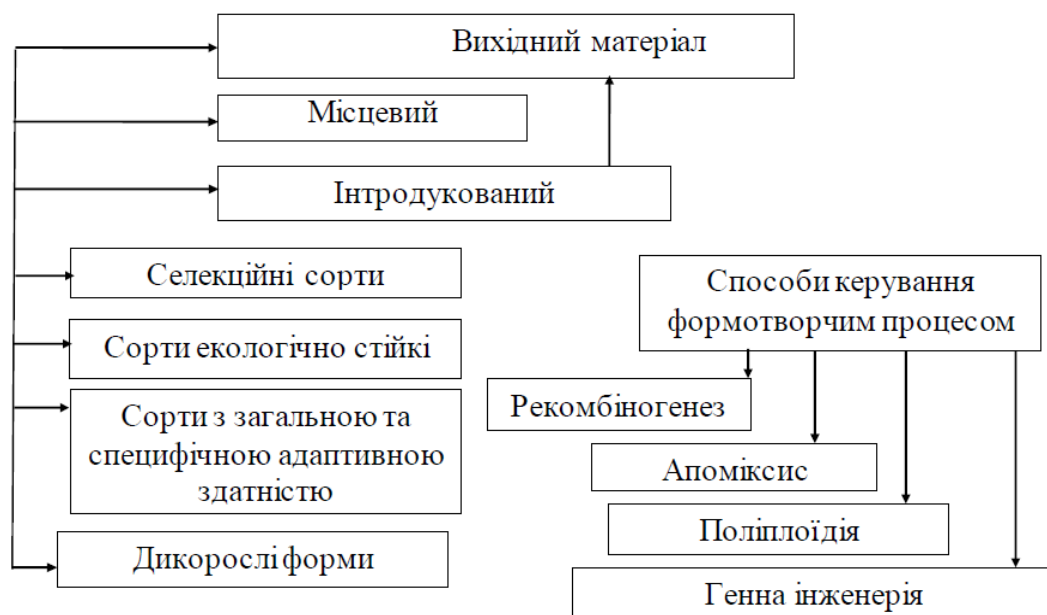 Вихідний матеріал
Місцевий
Інтродукований
Селекційні сорти
Сорти екологічно стійкі
Сорти з загальною та
специфічною адаптивною
здатністю
Дикорослі форми
Способи керування
формотворчим процесом
Рекомбіногенез
Апоміксис
Поліплоїдія
Генна інженерія